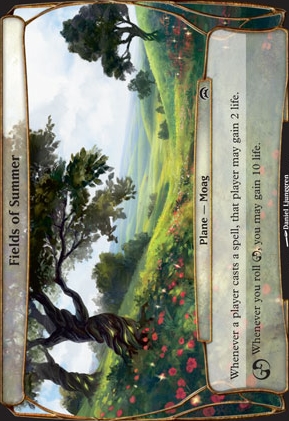 Fields of Summer
Plane — Moag
Whenever a player casts a spell, that player may gain 2 life.
Whenever you roll , you may gain 10 life.
Daniel Ljunggren